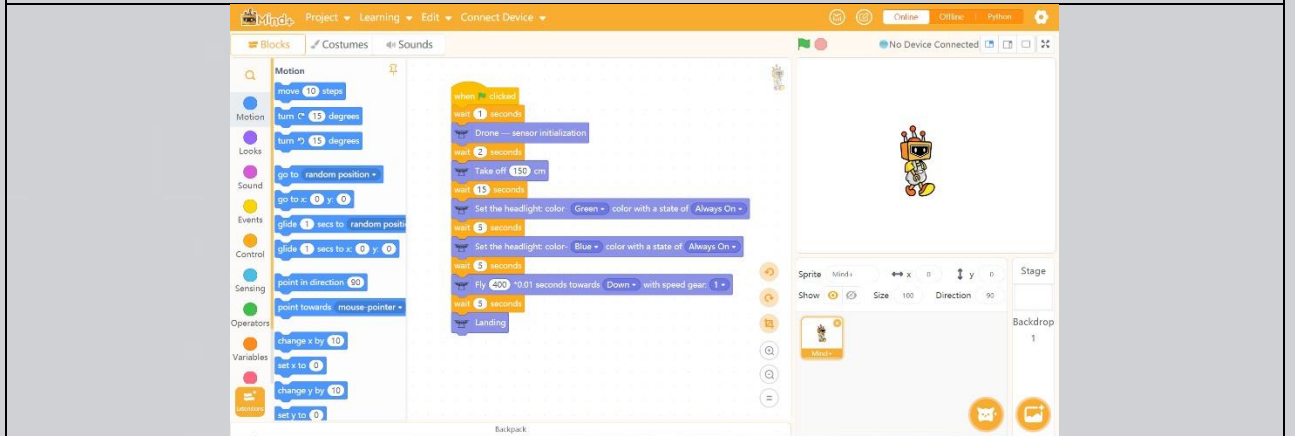 Mind+ Project Learning Edit Connect Device Online Offline Python
Blocks Costumes Sounds No Device Connected
Motion
Motion
Looks
Sound
Events
Control
Sensing
Operators
Variables
Extensions
move 10 steps
turn 15 degrees
turn 15 degrees
go to random position
go to x: 0 y: 0
glide 1 secs to random positi
glide 1 secs to x: 0 y: 0
point in direction 90
point towards mouse-pointer
change x by 10
set x to 0
change y by 10
set y to 0
when clicked
wait 1 seconds
Drone — sensor initialization
wait 2 seconds
Take off 150 cm
wait 15 seconds
Set the headlight: color- Green color with a state of Always On
wait 5 seconds
Set the headlight: color- Blue color with a state of Always On
wait 5 seconds
Fly 400 *0.01 seconds towards Down with speed gear: 1
wait 5 seconds
Landing
Backpack
Sprite Mind+ x 0 y 0
Show Size 100 Direction 90
Mind+
Stage
Backdrop
1